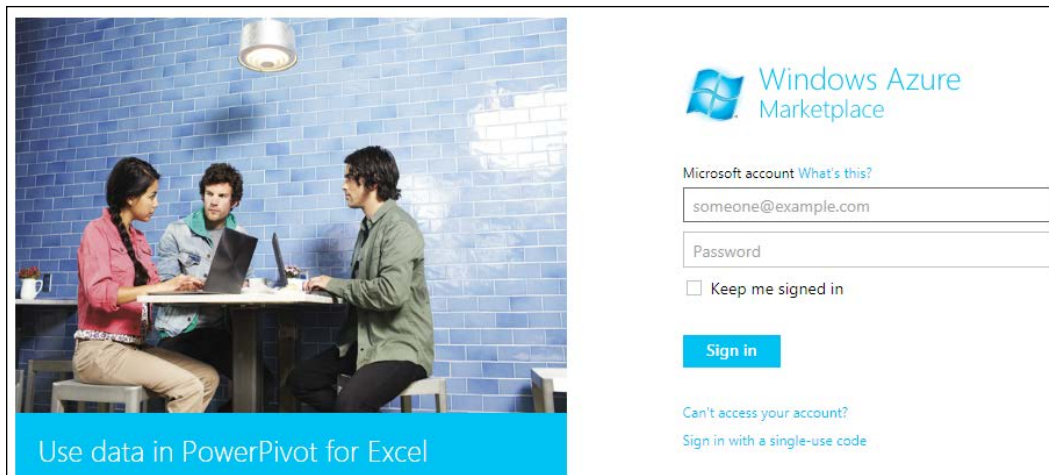 Windows Azure
Marketplace
Microsoft account What's this?
someone@example.com
Password
Keep me signed in
Sign in
Can't access your account?
Sign in with a single-use code
Use data in PowerPivot for Excel